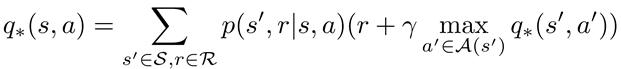 q_*(s, a) = \sum_{s' \in \mathcal{S}, r \in \mathcal{R}} p(s', r|s, a)(r + \gamma \max_{a' \in \mathcal{A}(s')} q_*(s', a'))